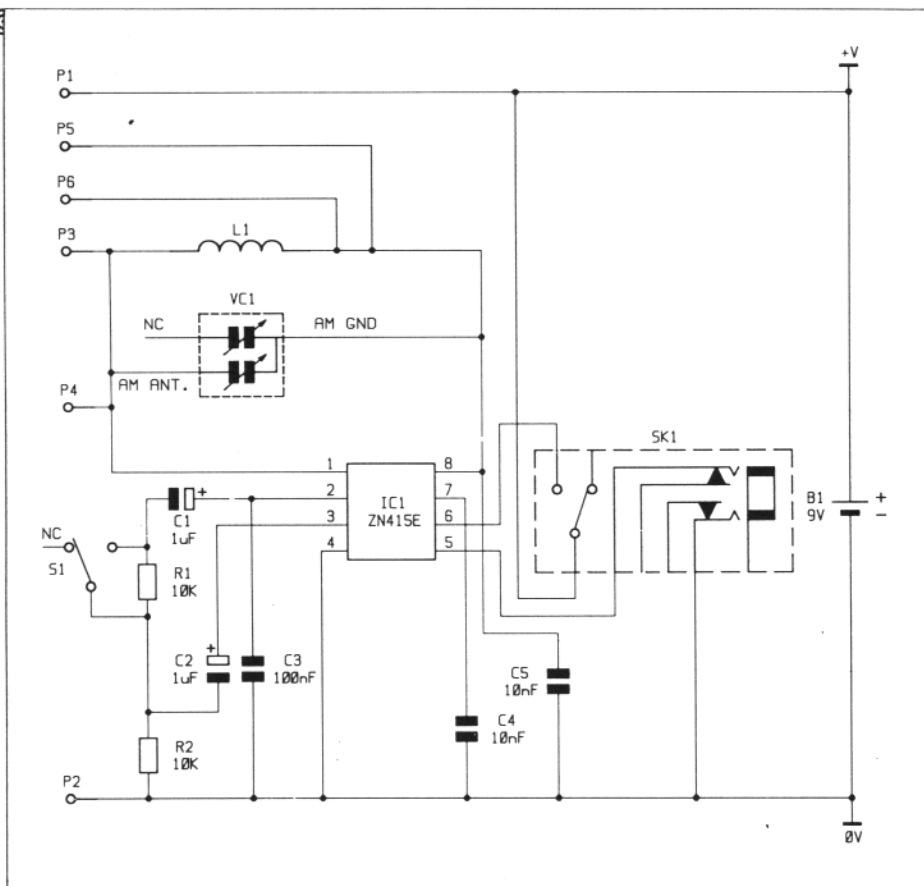 +V
P1
P5
P6
P3
L1
VC1
NC
AM GND
AM ANT.
P4
SK1
1
8
2
7
IC1
ZN415E
3
6
4
5
C1
1uF
+
NC
S1
R1
10K
B1
9V
+
-
+
C2
1uF
C3
100nF
C5
10nF
C4
10nF
R2
10K
P2
0V